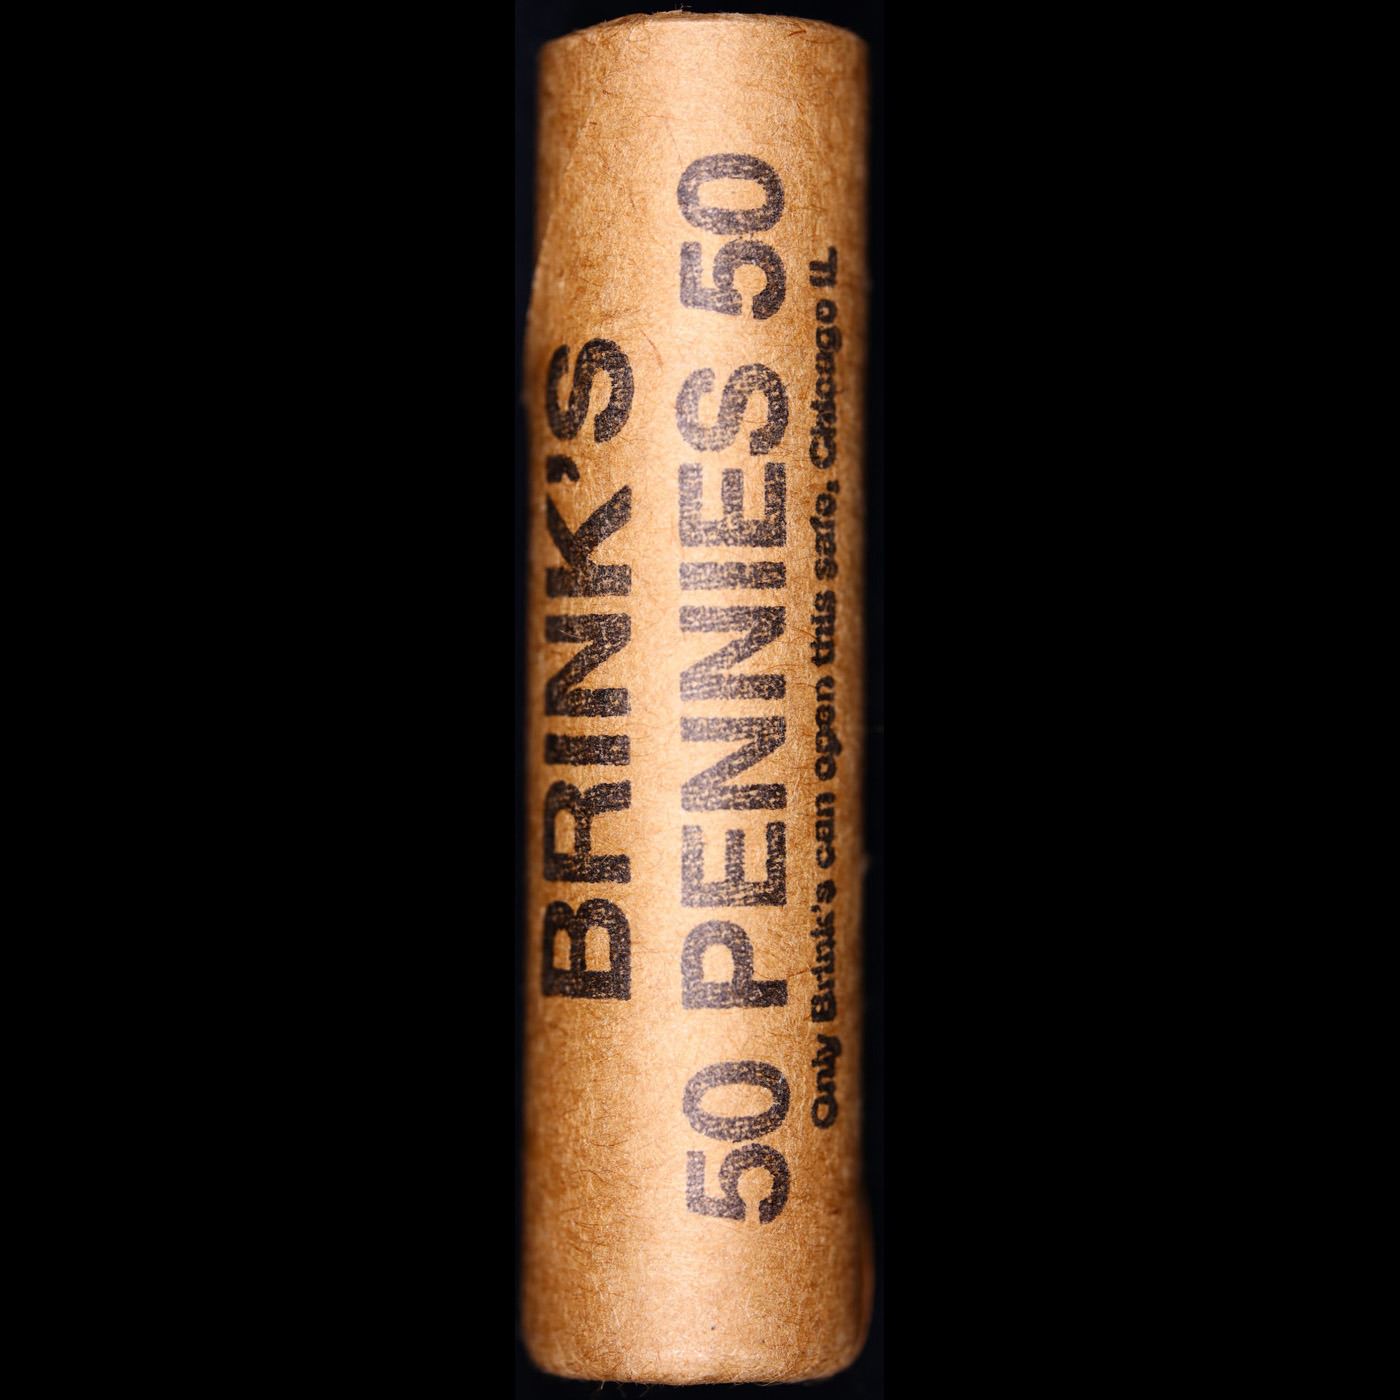 BRINK'S
50 PENNIES 50
Only Brink's can open this safe, Chicago IL